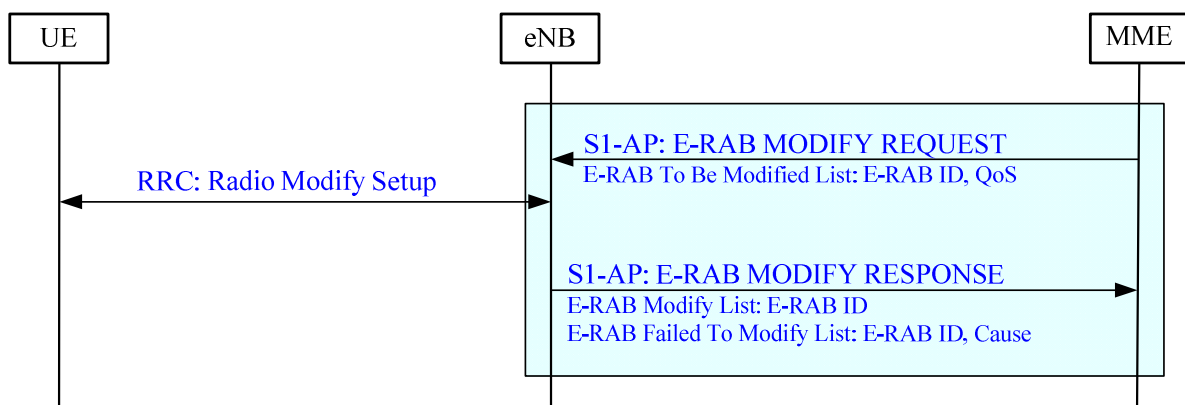 UE
eNB
MME
S1-AP: E-RAB MODIFY REQUEST
E-RAB To Be Modified List: E-RAB ID, QoS
RRC: Radio Modify Setup
S1-AP: E-RAB MODIFY RESPONSE
E-RAB Modify List: E-RAB ID
E-RAB Failed To Modify List: E-RAB ID, Cause